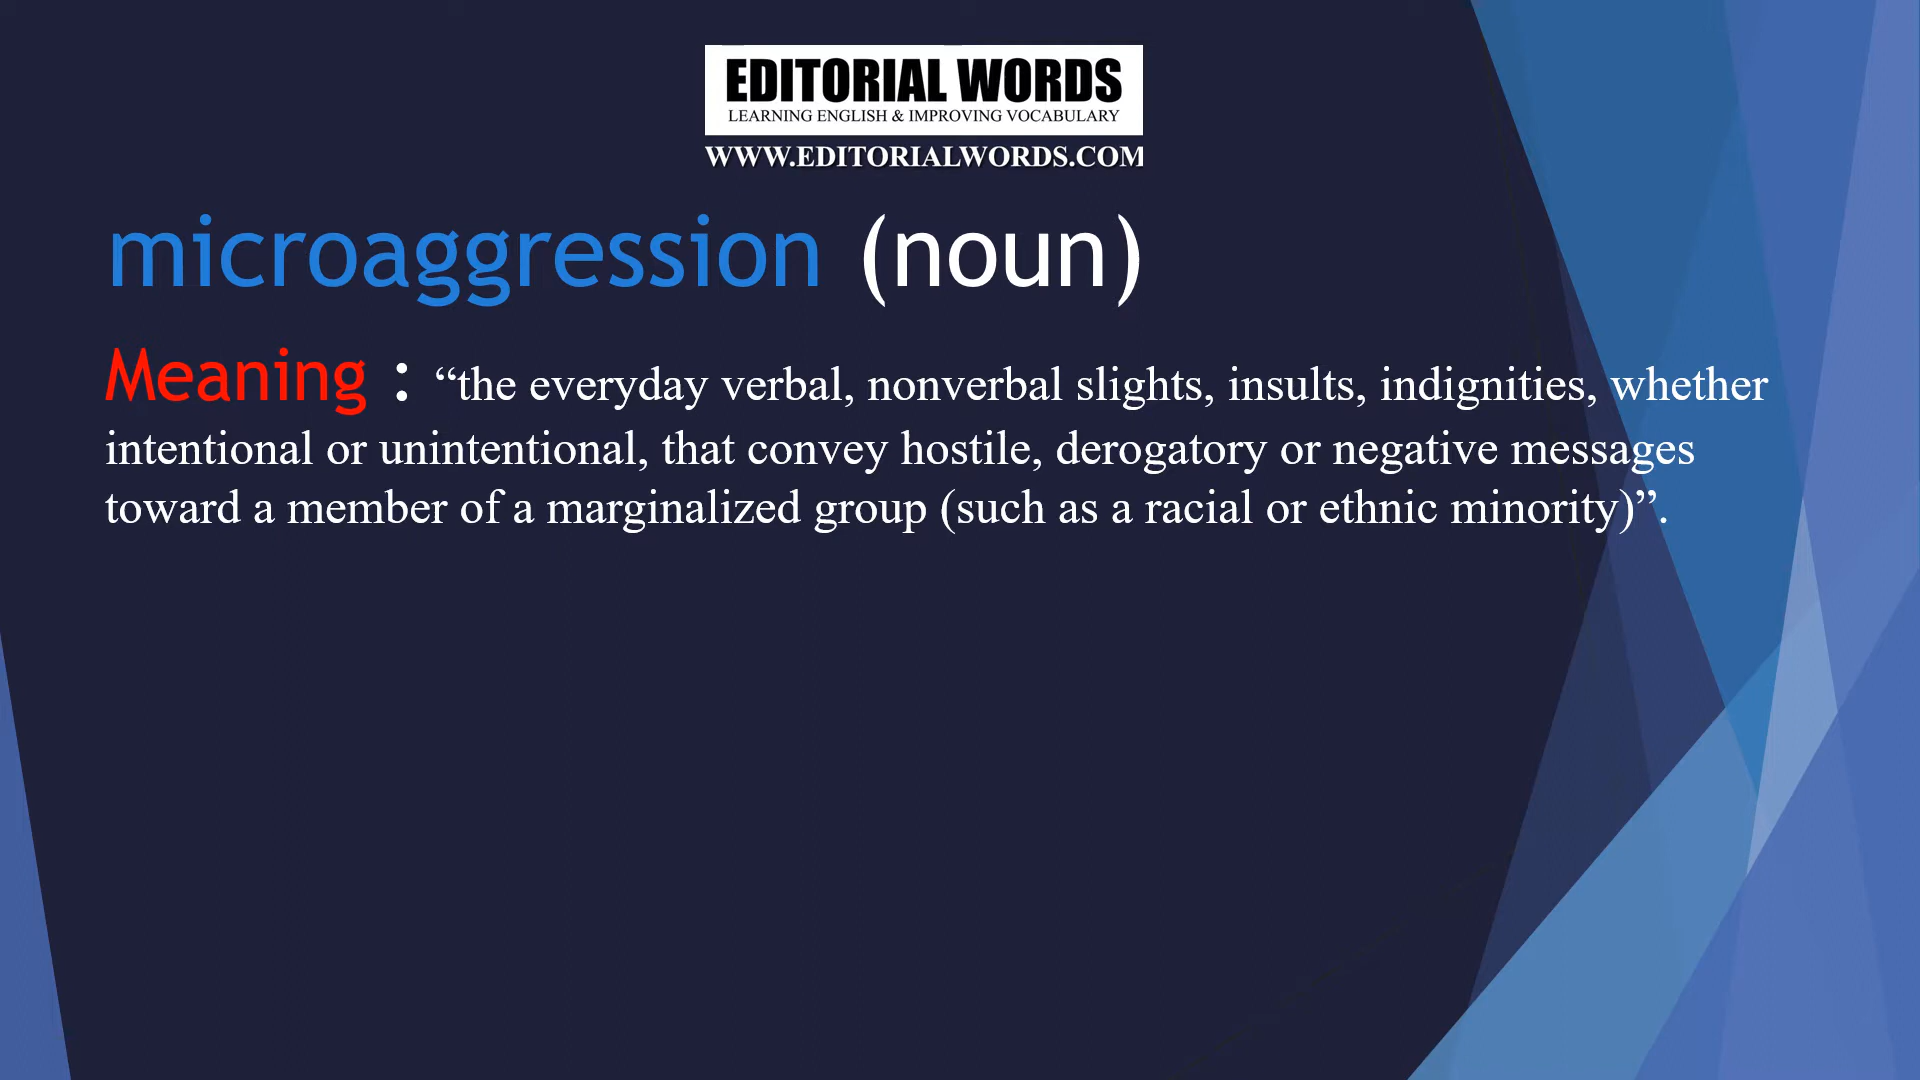 EDITORIAL WORDS
LEARNING ENGLISH & IMPROVING VOCABULARY
WWW.EDITORIALWORDS.COM
microaggression (noun)
Meaning : “the everyday verbal, nonverbal slights, insults, indignities, whether
intentional or unintentional, that convey hostile, derogatory or negative messages
toward a member of a marginalized group (such as a racial or ethnic minority)”.